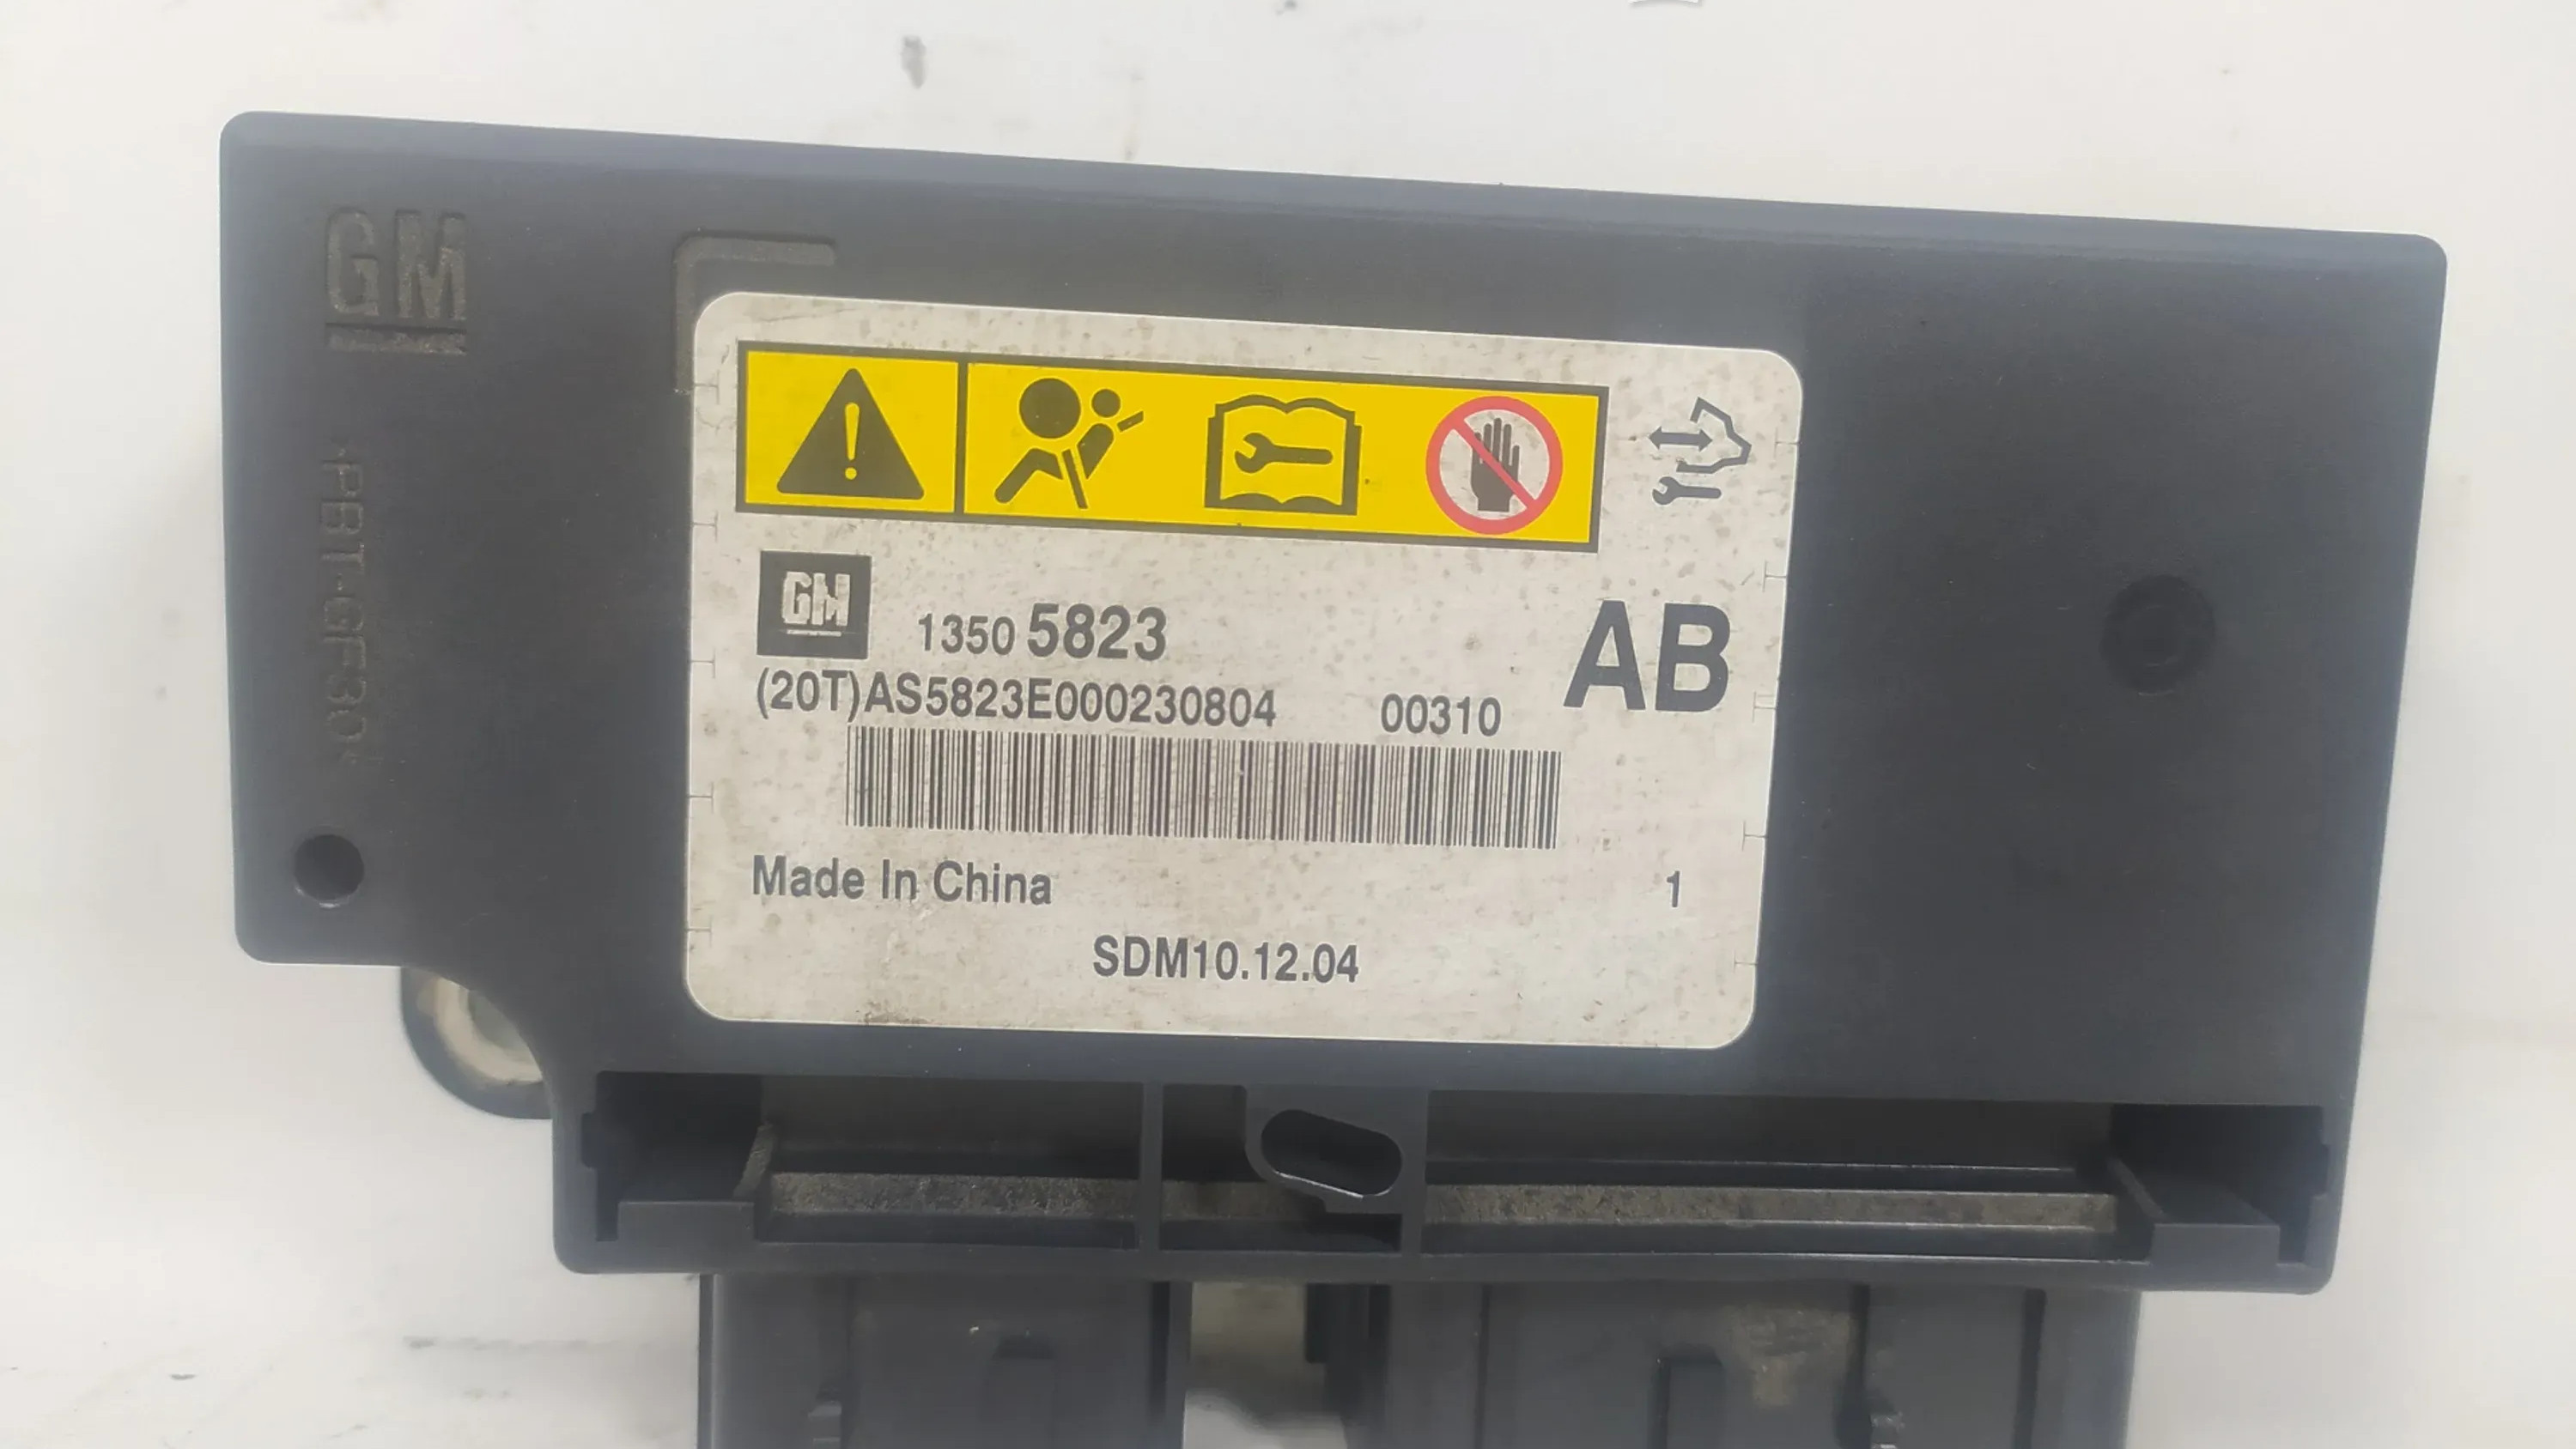 GM
>PBT-GF30<
GM
1350 5823
AB
(20T)AS5823E000230804 00310
Made In China 1
SDM10.12.04